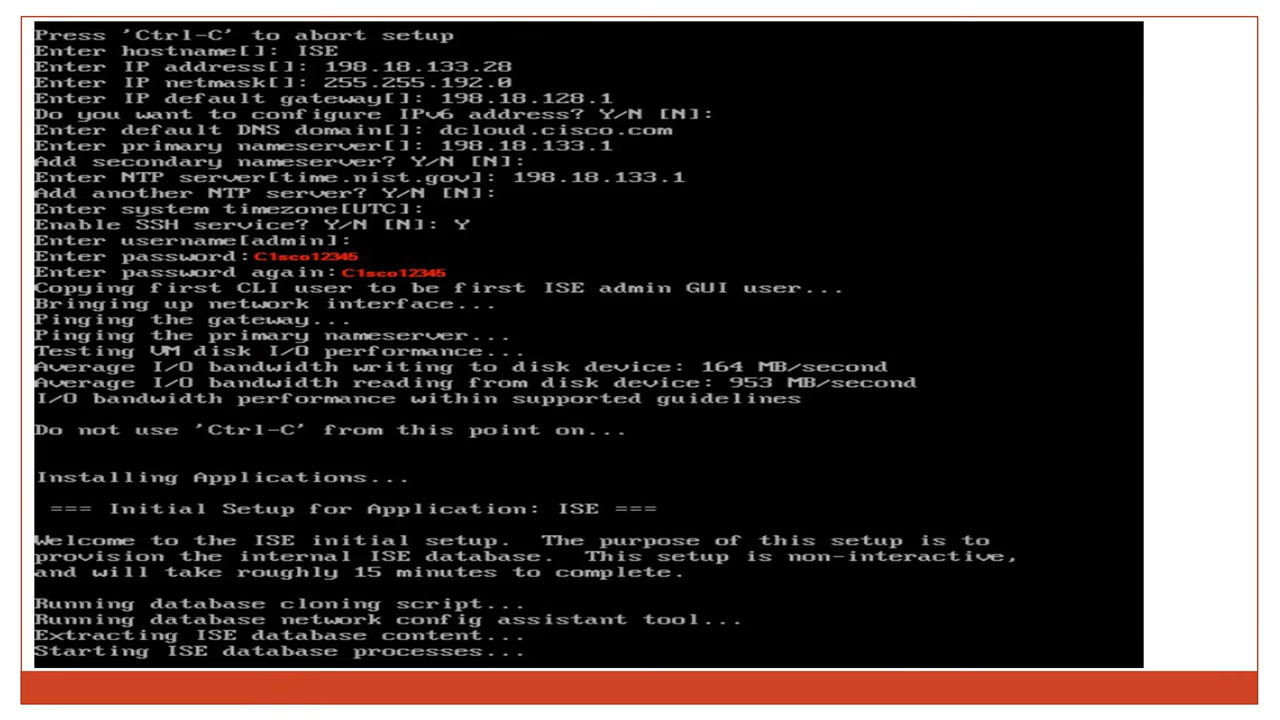 Press 'Ctrl-C' to abort setup
Enter hostname[]: ISE
Enter IP address[]: 198.18.133.28
Enter IP netmask[]: 255.255.192.0
Enter IP default gateway[]: 198.18.128.1
Do you want to configure IPv6 address? Y/N [N]:
Enter default DNS domain[]: dcloud.cisco.com
Enter primary nameserver[]: 198.18.133.1
Add secondary nameserver? Y/N [N]:
Enter NTP server[time.nist.gov]: 198.18.133.1
Add another NTP server? Y/N [N]:
Enter system timezone[UTC]:
Enable SSH service? Y/N [N]: Y
Enter username[admin]:
Enter password:C1sco12345
Enter password again:C1sco12345
Copying first CLI user to be first ISE admin GUI user...
Bringing up network interface...
Pinging the gateway...
Pinging the primary nameserver...
Testing VM disk I/O performance...
Average I/O bandwidth writing to disk device: 164 MB/second
Average I/O bandwidth reading from disk device: 953 MB/second
I/O bandwidth performance within supported guidelines
Do not use 'Ctrl-C' from this point on...
Installing Applications...
=== Initial Setup for Application: ISE ===
Welcome to the ISE initial setup.  The purpose of this setup is to
provision the internal ISE database.  This setup is non-interactive,
and will take roughly 15 minutes to complete.
Running database cloning script...
Running database network config assistant tool...
Extracting ISE database content...
Starting ISE database processes...